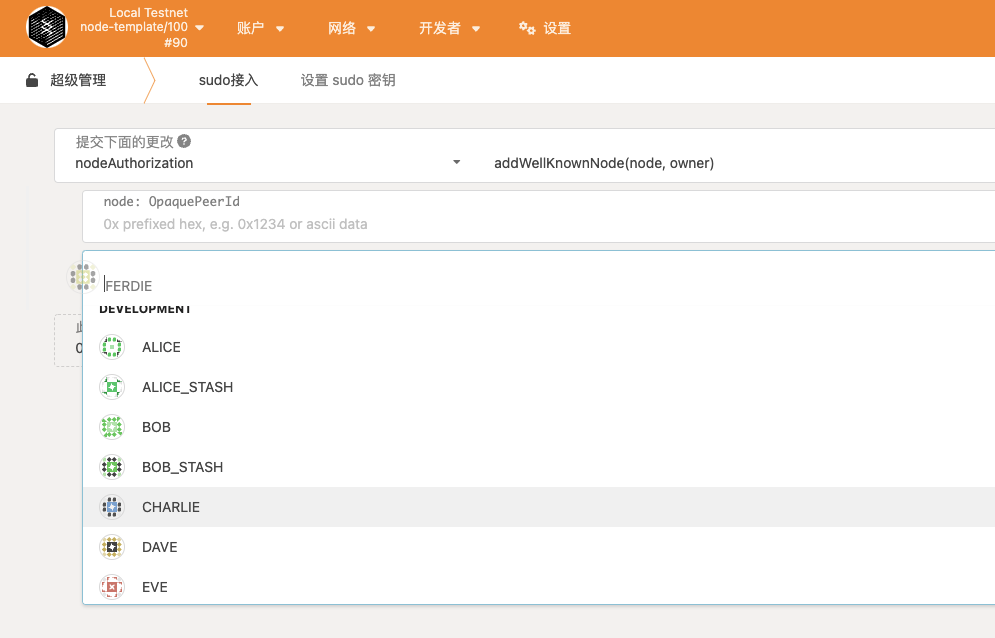 Local Testnet
node-template/100
#90
账户
网络
开发者
设置
超级管理
sudo接入
设置 sudo 密钥
提交下面的更改
nodeAuthorization
addWellKnownNode(node, owner)
node: OpaquePeerId
0x prefixed hex, e.g. 0x1234 or ascii data
FERDIE
DEVELOPMENT
ALICE
ALICE_STASH
BOB
BOB_STASH
CHARLIE
DAVE
EVE